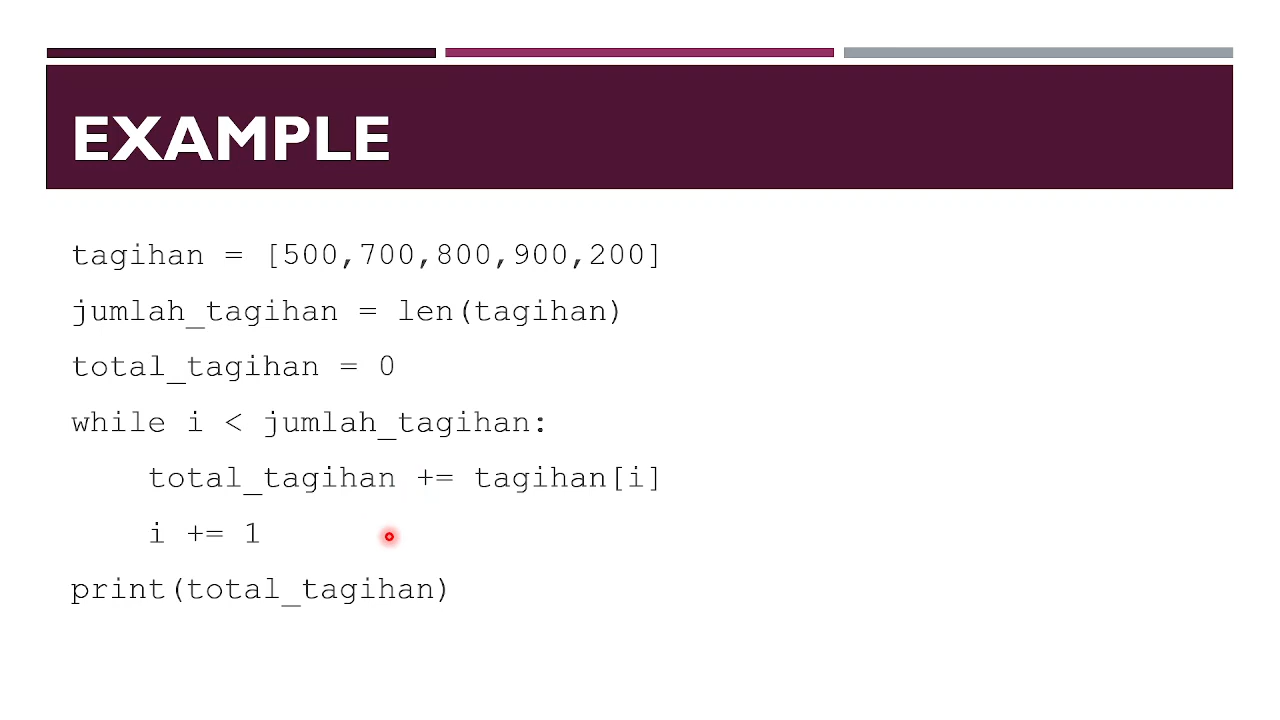 EXAMPLE
tagihan = [500,700,800,900,200]
jumlah_tagihan = len(tagihan)
total_tagihan = 0
while i < jumlah_tagihan:
    total_tagihan += tagihan[i]
    i += 1
print(total_tagihan)